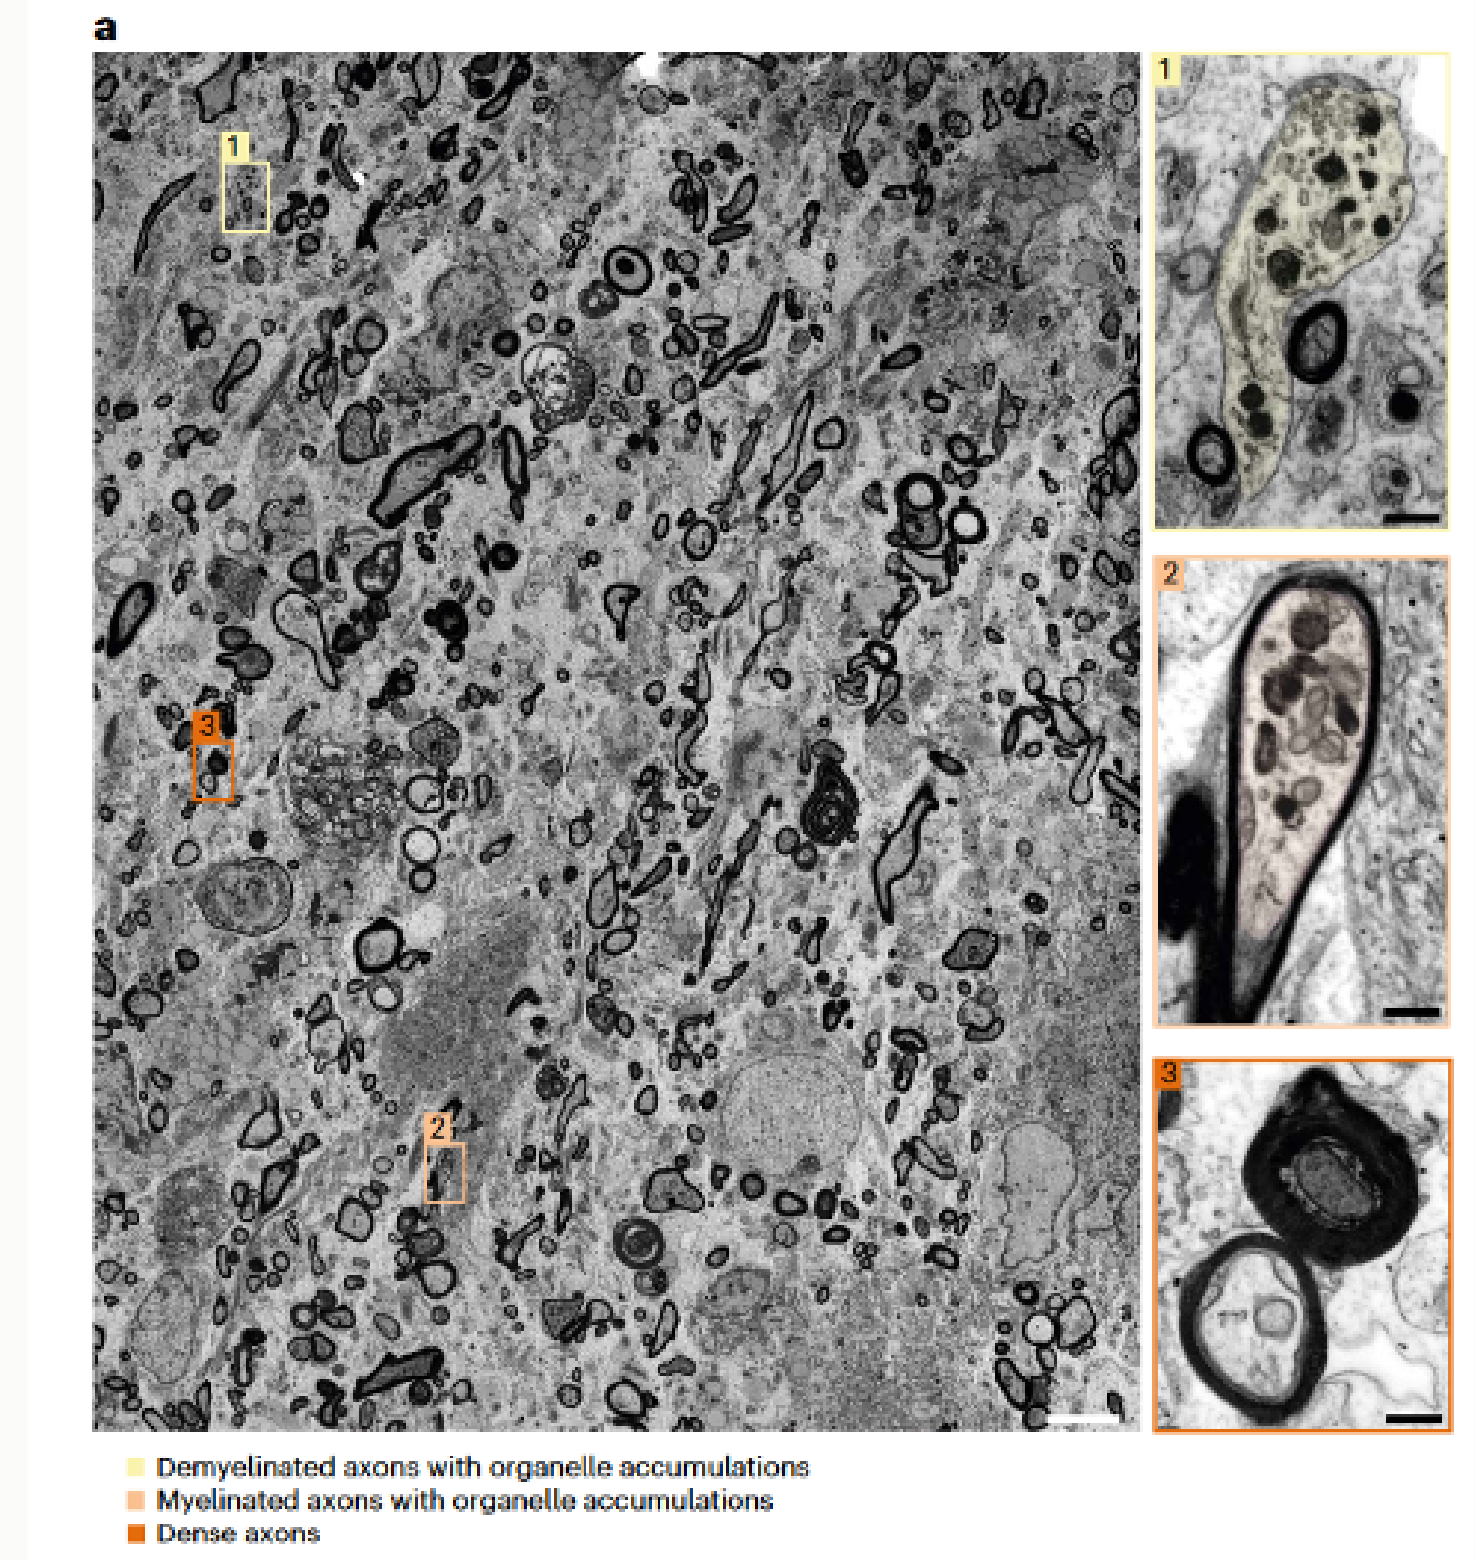 a
1
1
2
3
2
3
Demyelinated axons with organelle accumulations
Myelinated axons with organelle accumulations
Dense axons